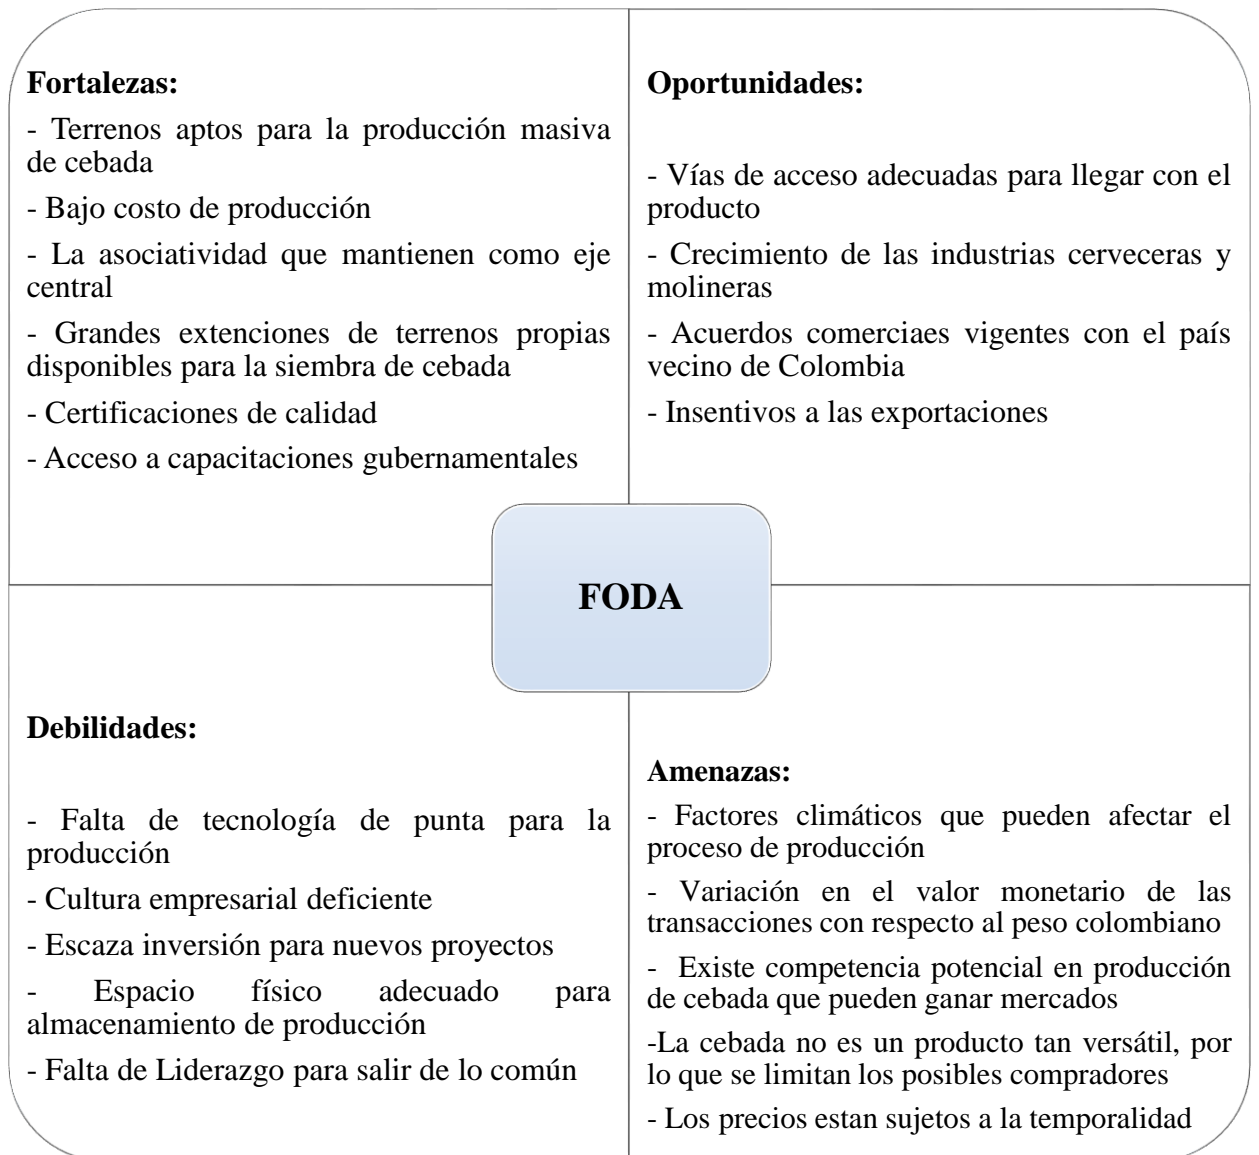 Fortalezas:
- Terrenos aptos para la producción masiva
de cebada
- Bajo costo de producción
- La asociatividad que mantienen como eje
central
- Grandes extenciones de terrenos propias
disponibles para la siembra de cebada
- Certificaciones de calidad
- Acceso a capacitaciones gubernamentales
Oportunidades:
- Vías de acceso adecuadas para llegar con el
producto
- Crecimiento de las industrias cerveceras y
molineras
- Acuerdos comerciaes vigentes con el país
vecino de Colombia
- Insentivos a las exportaciones
FODA
Debilidades:
- Falta de tecnología de punta para la
producción
- Cultura empresarial deficiente
- Escaza inversión para nuevos proyectos
- Espacio físico adecuado para
almacenamiento de producción
- Falta de Liderazgo para salir de lo común
Amenazas:
- Factores climáticos que pueden afectar el
proceso de producción
- Variación en el valor monetario de las
transacciones con respecto al peso colombiano
- Existe competencia potencial en producción
de cebada que pueden ganar mercados
-La cebada no es un producto tan versátil, por
lo que se limitan los posibles compradores
- Los precios estan sujetos a la temporalidad